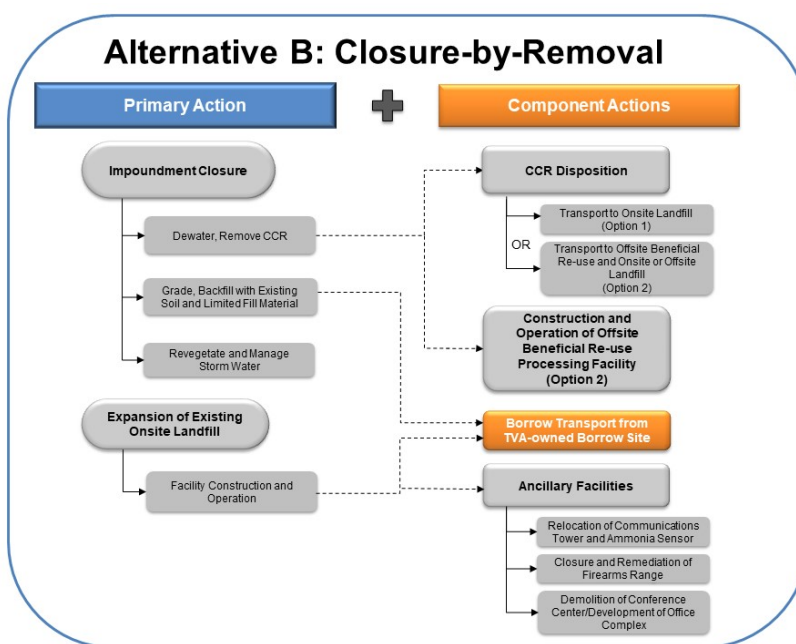 Alternative B: Closure-by-Removal
Primary Action
Component Actions
Impoundment Closure
Dewater, Remove CCR
Grade, Backfill with Existing
Soil and Limited Fill Material
Revegetate and Manage
Storm Water
Expansion of Existing
Onsite Landfill
Facility Construction and
Operation
CCR Disposition
Transport to Onsite Landfill
(Option 1)
OR
Transport to Offsite Beneficial
Re-use and Onsite or Offsite
Landfill
(Option 2)
Construction and
Operation of Offsite
Beneficial Re-use
Processing Facility
(Option 2)
Borrow Transport from
TVA-owned Borrow Site
Ancillary Facilities
Relocation of Communications
Tower and Ammonia Sensor
Closure and Remediation of
Firearms Range
Demolition of Conference
Center/Development of Office
Complex